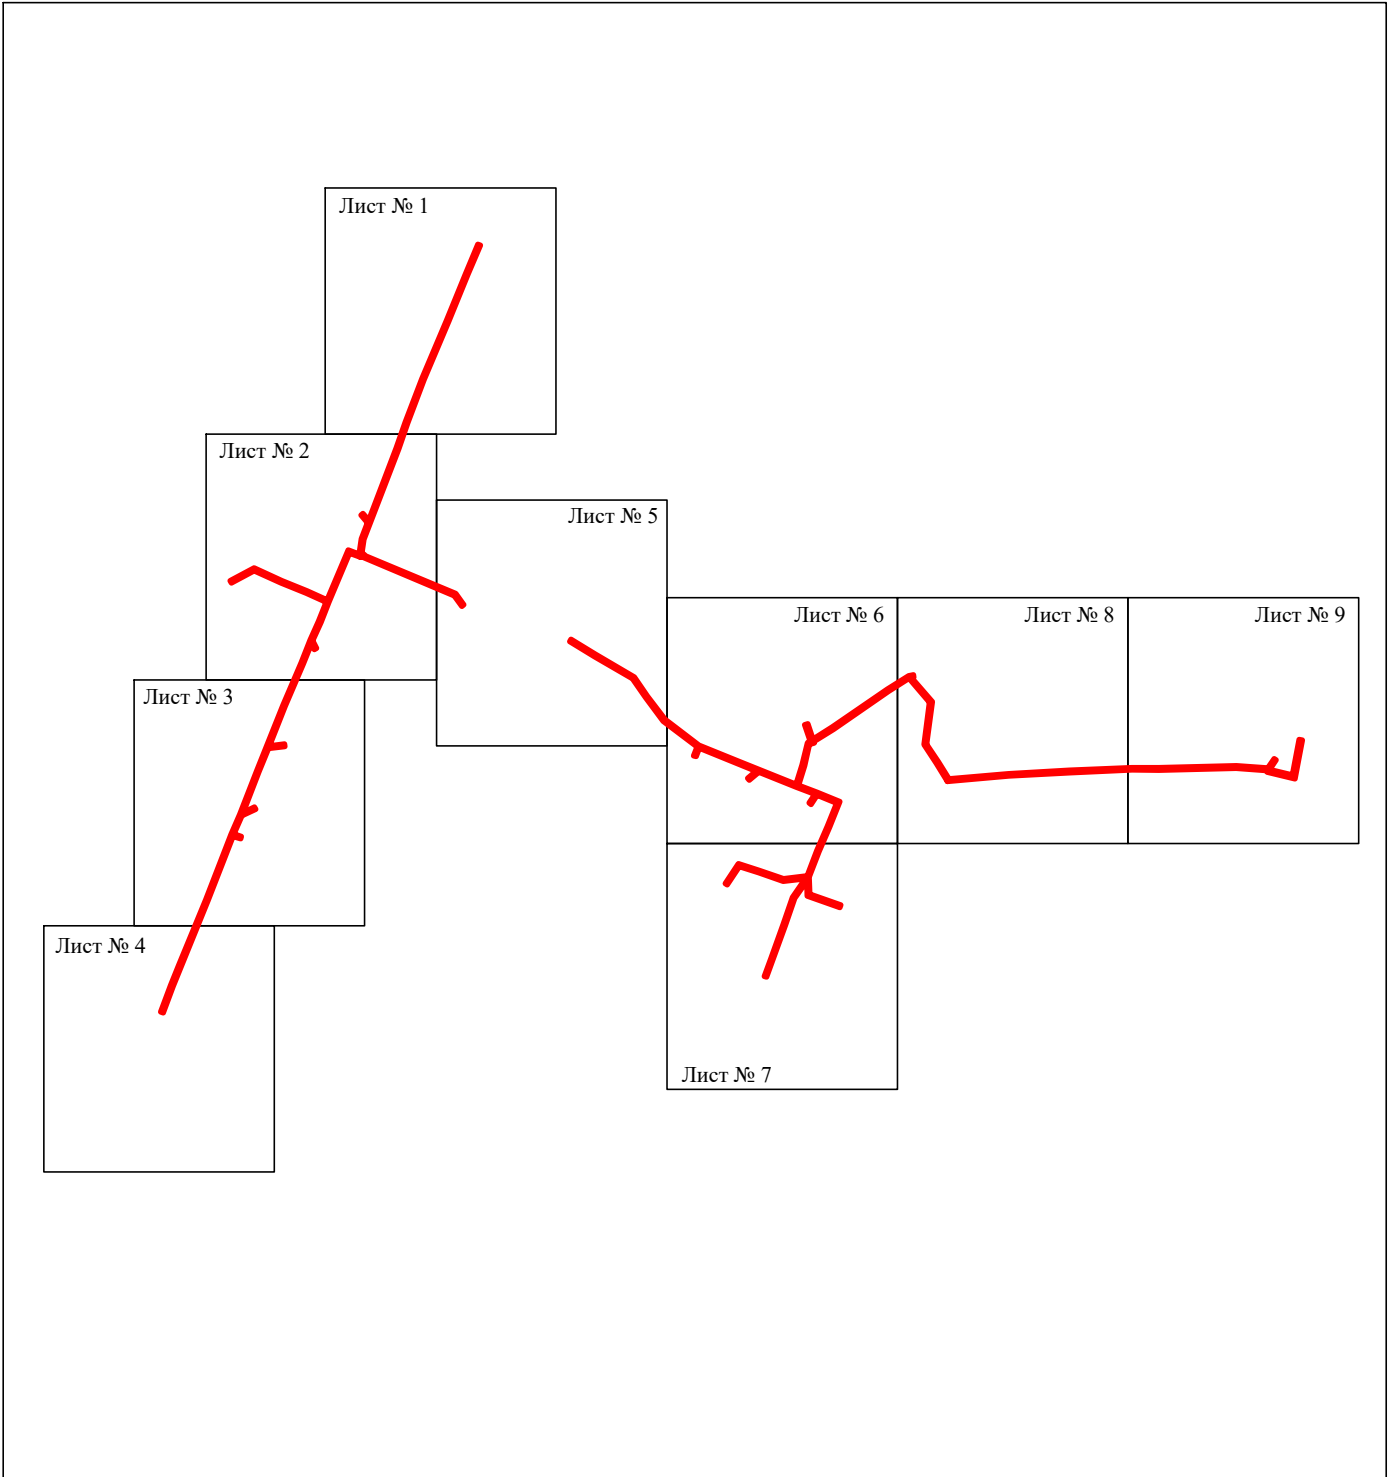 Лист № 1
Лист № 2
Лист № 5
Лист № 6
Лист № 8
Лист № 9
Лист № 3
Лист № 4
Лист № 7